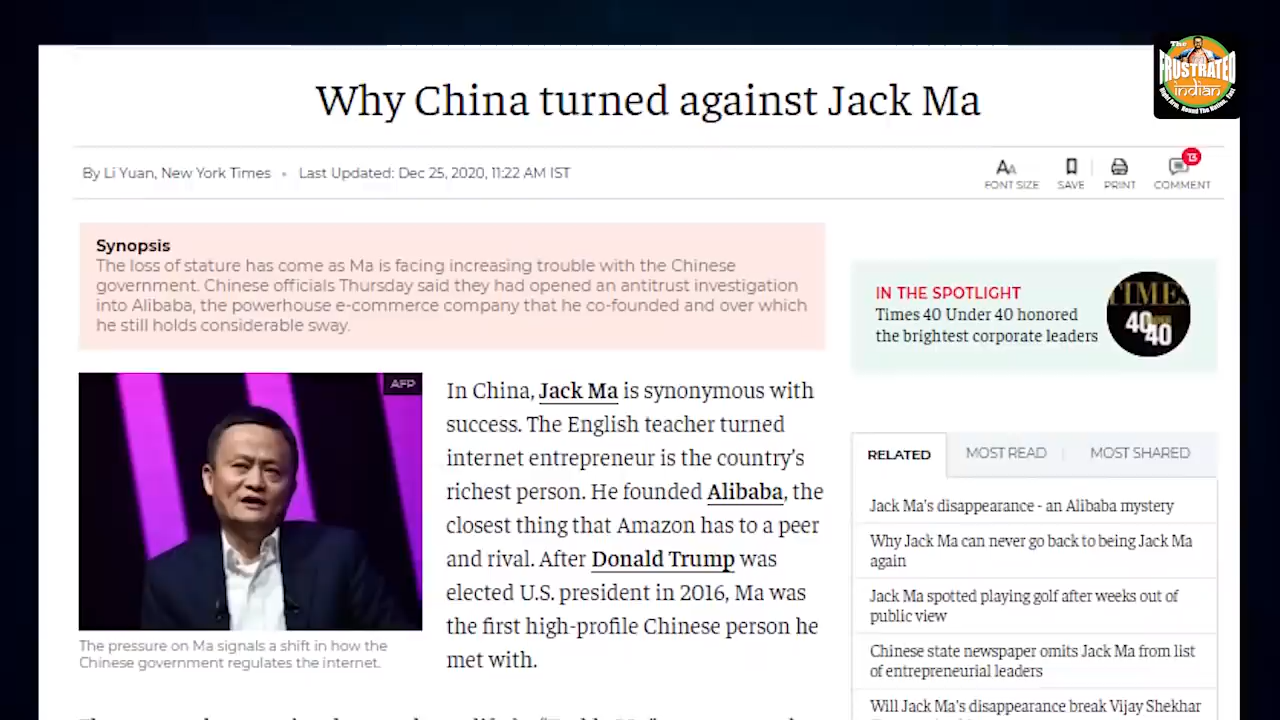 The
FRUSTRATED
indian
Why China turned against Jack Ma
By Li Yuan, New York Times • Last Updated: Dec 25, 2020, 11:22 AM IST
FONT SIZE
SAVE
PRINT
13
COMMENT
Synopsis
The loss of stature has come as Ma is facing increasing trouble with the Chinese
government. Chinese officials Thursday said they had opened an antitrust investigation
into Alibaba, the powerhouse e-commerce company that he co-founded and over which
he still holds considerable sway.
AFP
The pressure on Ma signals a shift in how the
Chinese government regulates the internet.
In China, Jack Ma is synonymous with
success. The English teacher turned
internet entrepreneur is the country's
richest person. He founded Alibaba, the
closest thing that Amazon has to a peer
and rival. After Donald Trump was
elected U.S. president in 2016, Ma was
the first high-profile Chinese person he
met with.
IN THE SPOTLIGHT
Times 40 Under 40 honored
the brightest corporate leaders
TIMES
40
40
RELATED
MOST READ
MOST SHARED
Jack Ma's disappearance - an Alibaba mystery
Why Jack Ma can never go back to being Jack Ma
again
Jack Ma spotted playing golf after weeks out of
public view
Chinese state newspaper omits Jack Ma from list
of entrepreneurial leaders
Will Jack Ma's disappearance break Vijay Shekhar